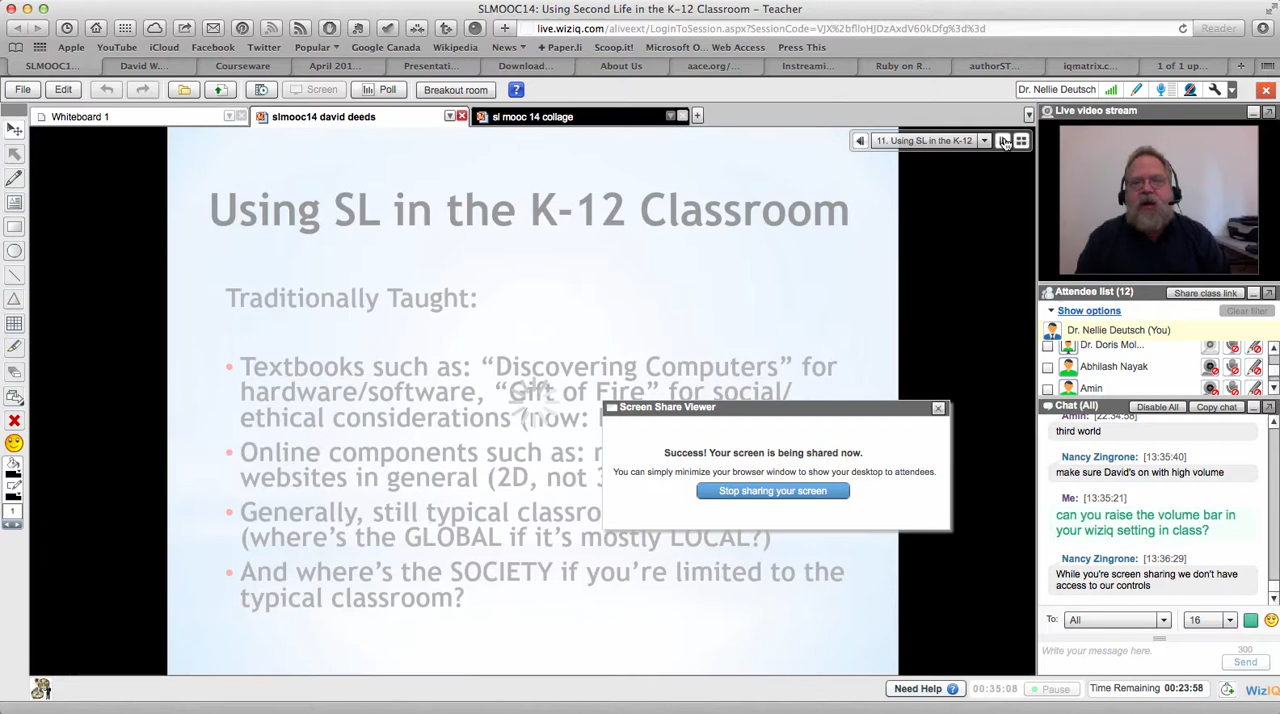 SLMOOC14: Using Second Life in the K-12 Classroom - Teacher
live.wiziq.com/aliveext/LoginToSession.aspx?SessionCode=VJX%2bfiloHJDzAxdV60kDfg%3d%3d
Reader
Apple YouTube iCloud Facebook Twitter Popular Google Canada Wikipedia News + Paper.li Scoop.it! Microsoft O... Web Access Press This
SLMOOC1... David W.... Courseware April 201... Presentati... Download... About Us aace.org/... Instreami... Ruby on R... authorST... iqmatrix.c... 1 of 1 up...
File Edit Screen Poll Breakout room ? Dr. Nellie Deutsch
Whiteboard 1 slmooc14 david deeds sl mooc 14 collage
Live video stream
11. Using SL in the K-12
Using SL in the K-12 Classroom
Traditionally Taught:
• Textbooks such as: “Discovering Computers” for
hardware/software, “Gift of Fire” for social/
ethical considerations (now:
• Online components such as:
websites in general (2D, not
• Generally, still typical
(where’s the GLOBAL if it’s mostly LOCAL?)
• And where’s the SOCIETY if you’re limited to the
typical classroom?
Screen Share Viewer
Success! Your screen is being shared now.
You can simply minimize your browser window to show your desktop to attendees.
Stop sharing your screen
Attendee list (12) Share class link
Show options Clear filter
Dr. Nellie Deutsch (You)
Dr. Doris Mol...
Abhilash Nayak
Amin
Chat (All) Disable All Copy chat
Amin: [22:34:58]
third world
Nancy Zingrone: [13:35:40]
make sure David's on with high volume
Me: [13:35:21]
can you raise the volume bar in
your wiziq setting in class?
Nancy Zingrone: [13:36:29]
While you're screen sharing we don't have
access to our controls
To: All 16
Write your message here. 300
Send
1
Need Help ? 00:35:08 Pause Time Remaining 00:23:58 WizIQ